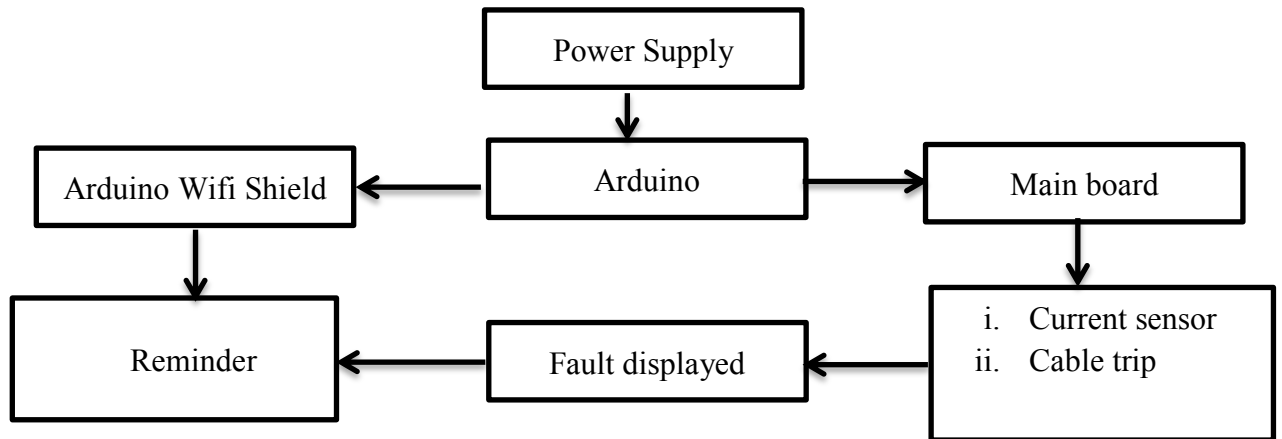 Power Supply
Arduino Wifi Shield
Arduino
Main board
Reminder
Fault displayed
i. Current sensor
ii. Cable trip